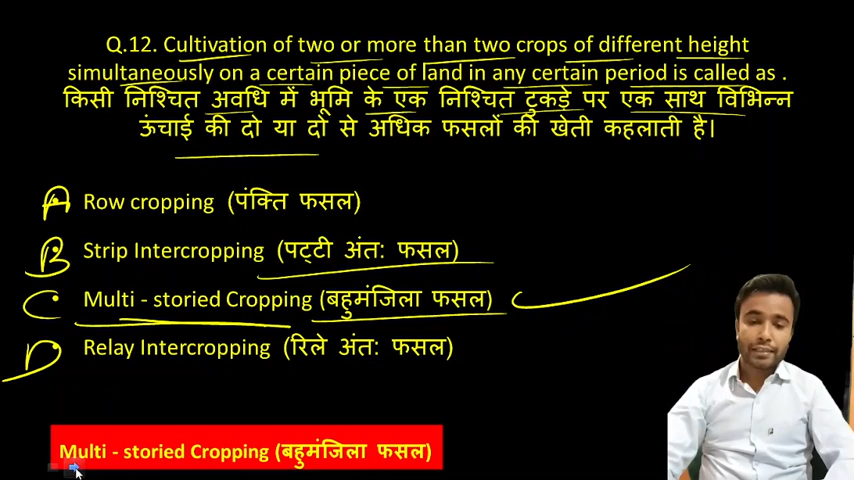 Q.12. Cultivation of two or more than two crops of different height
simultaneously on a certain piece of land in any certain period is called as .
किसी निश्चित अवधि में भूमि के एक निश्चित टुकड़े पर एक साथ विभिन्न
ऊंचाई की दो या दो से अधिक फसलों की खेती कहलाती है।
A Row cropping (पंक्ति फसल)
B Strip Intercropping (पट्टी अंत: फसल)
C Multi - storied Cropping (बहुमंजिला फसल)
D Relay Intercropping (रिले अंत: फसल)
Multi - storied Cropping (बहुमंजिला फसल)